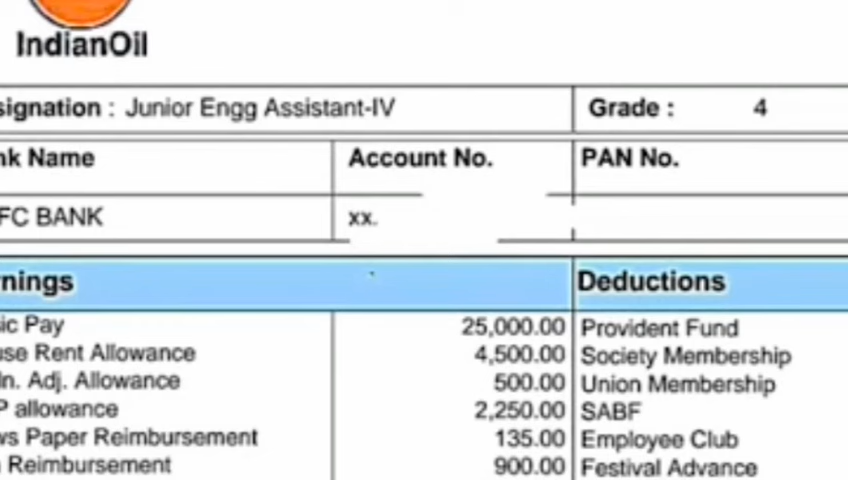 IndianOil
signation : Junior Engg Assistant-IV Grade : 4
nk Name Account No. PAN No.
FC BANK xx.
nings Deductions
ic Pay 25,000.00 Provident Fund
use Rent Allowance 4,500.00 Society Membership
ln. Adj. Allowance 500.00 Union Membership
P allowance 2,250.00 SABF
ws Paper Reimbursement 135.00 Employee Club
Reimbursement 900.00 Festival Advance